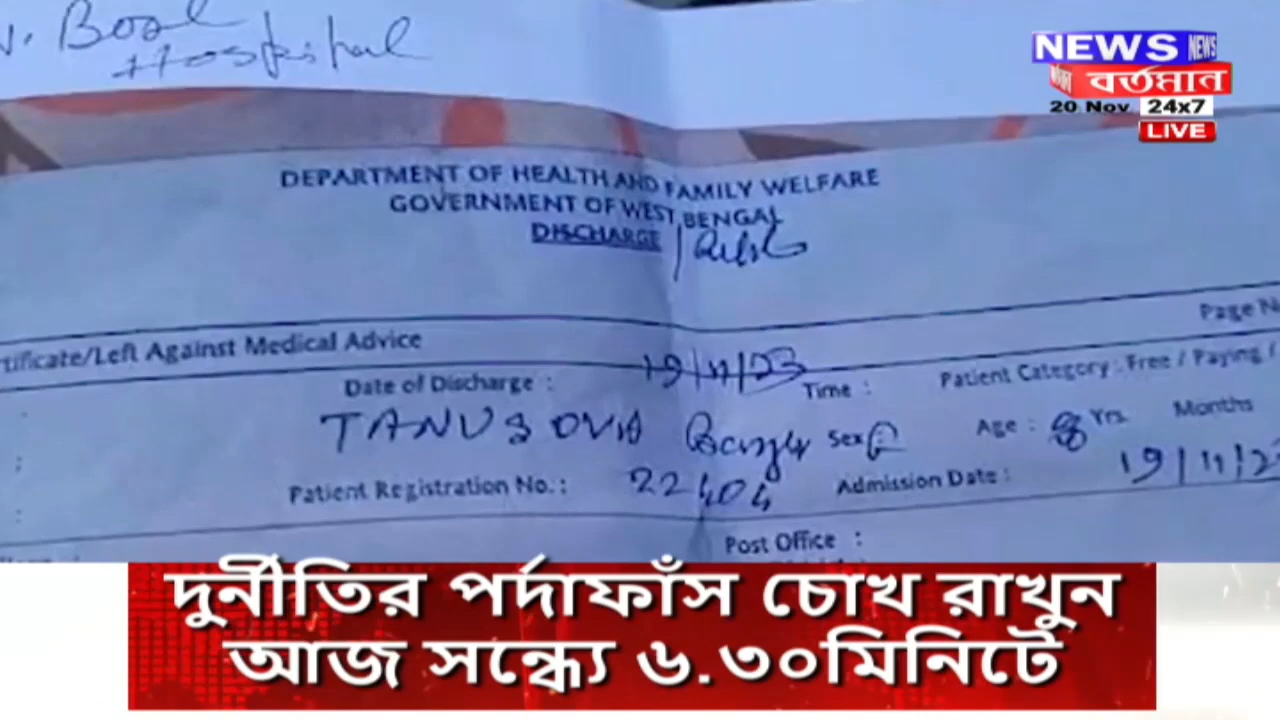 Hospital
NEWS NEWS
বর্তমান
20 Nov 24x7
LIVE
DEPARTMENT OF HEALTH AND FAMILY WELFARE
GOVERNMENT OF WEST BENGAL
DISCHARGE
Page N
rtificate/Left Against Medical Advice
Date of Discharge : 19/11/23 Time : Patient Category : Free / Paying /
TANUSOVA Sex : F Age : 8 Yrs. Months
Patient Registration No. : 22404 Admission Date : 19/11/2
Post Office :
দুর্নীতির পর্দাফাঁস চোখ রাখুন
আজ সন্ধ্যে ৬.৩০মিনিটে